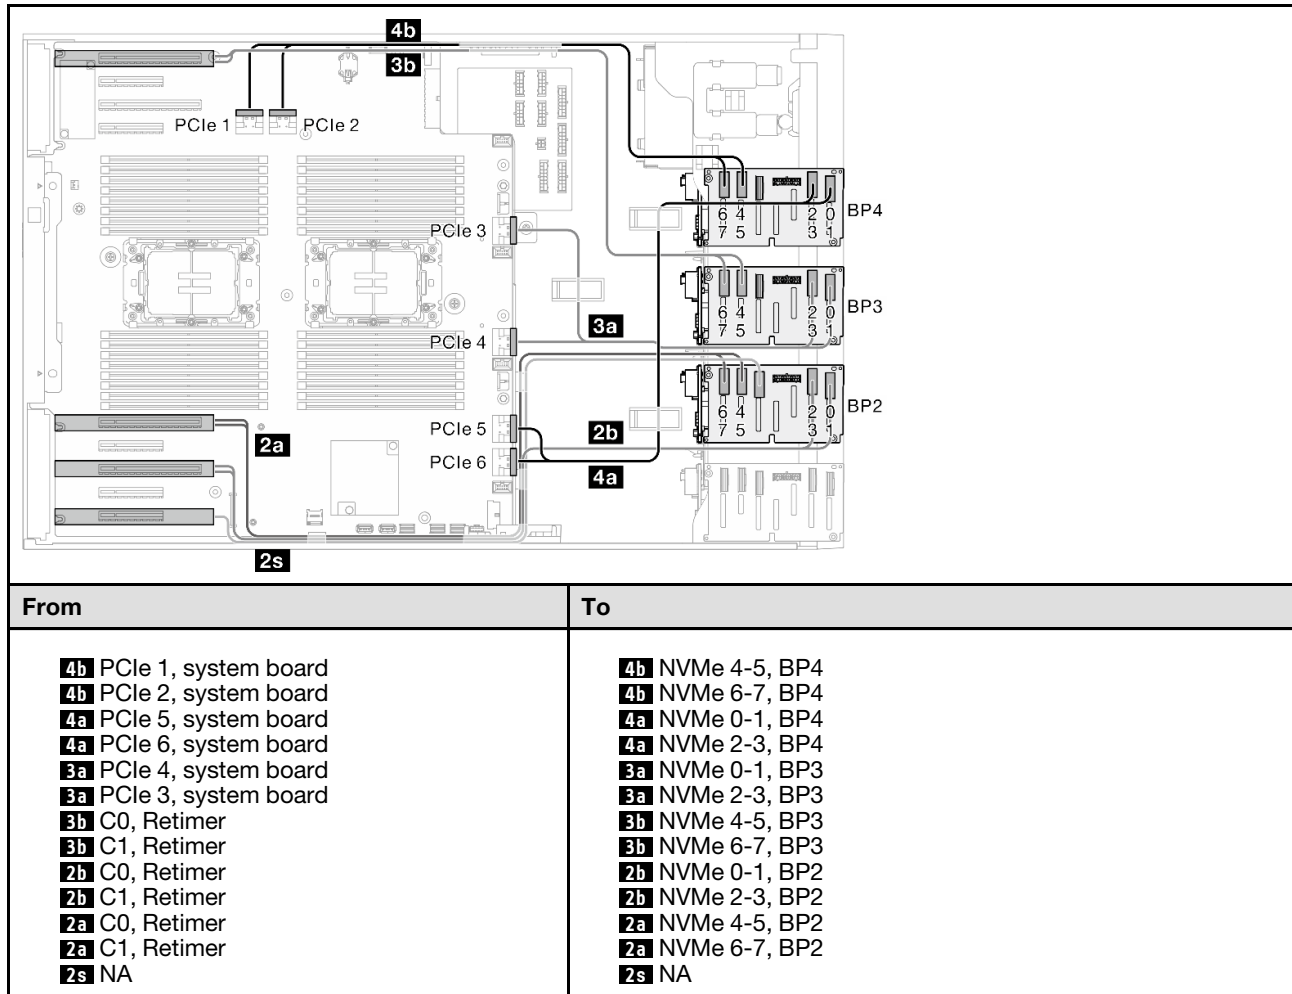 4b
3b
PCIe 1
PCIe 2
PCIe 3
6 4 2 0
7 5 3 1
BP4
6 4 2 0
7 5 3 1
BP3
3a
PCIe 4
6 4 2 0
7 5 3 1
BP2
PCIe 5
2a
2b
PCIe 6
4a
2s
From
To
4b PCIe 1, system board
4b PCIe 2, system board
4a PCIe 5, system board
4a PCIe 6, system board
3a PCIe 4, system board
3a PCIe 3, system board
3b C0, Retimer
3b C1, Retimer
2b C0, Retimer
2b C1, Retimer
2a C0, Retimer
2a C1, Retimer
2s NA
4b NVMe 4-5, BP4
4b NVMe 6-7, BP4
4a NVMe 0-1, BP4
4a NVMe 2-3, BP4
3a NVMe 0-1, BP3
3a NVMe 2-3, BP3
3b NVMe 4-5, BP3
3b NVMe 6-7, BP3
2b NVMe 0-1, BP2
2b NVMe 2-3, BP2
2a NVMe 4-5, BP2
2a NVMe 6-7, BP2
2s NA